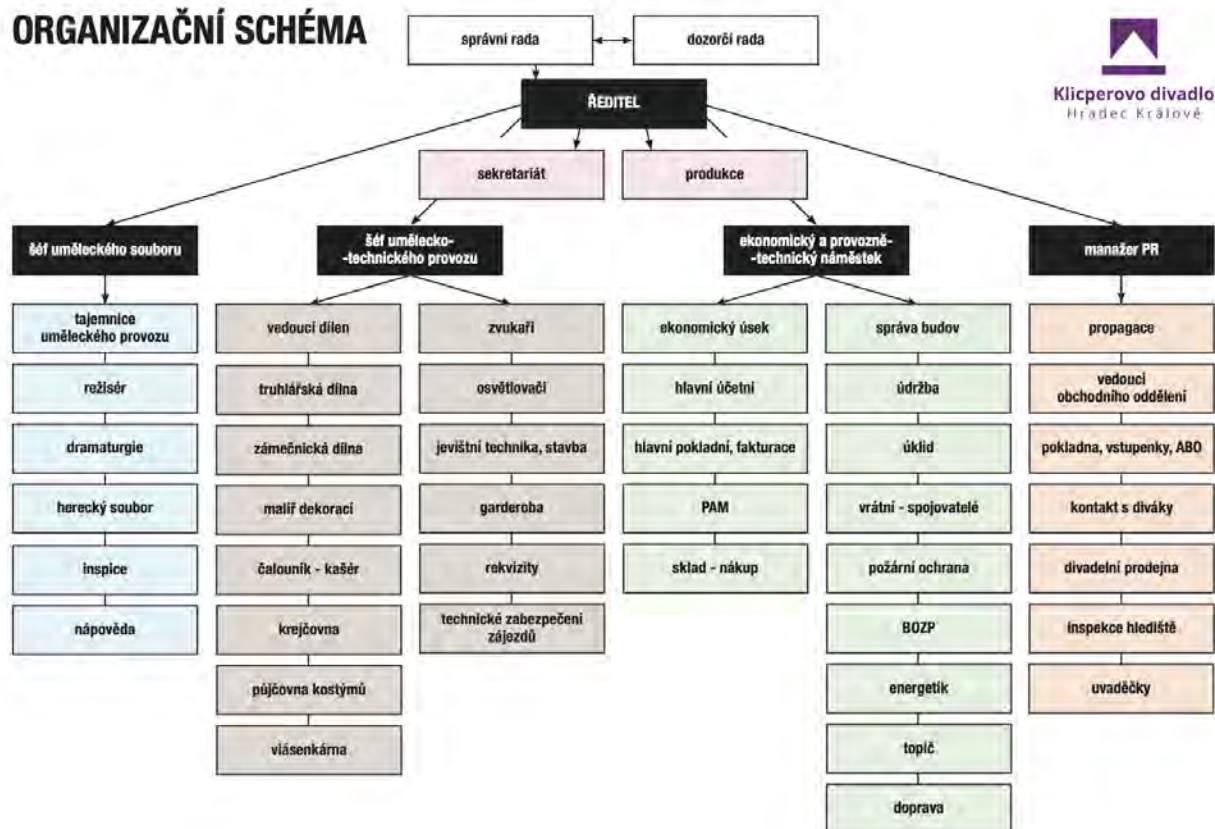 ORGANIZAČNÍ SCHÉMA
správní rada
dozorčí rada
Klicperovo divadlo
Hradec Králové
ŘEDITEL
sekretariát
produkce
šéf uměleckého souboru
šéf umělecko-
-technického provozu
ekonomický a provozně-
-technický náměstek
manažer PR
tajemnice
uměleckého provozu
režisér
dramaturgie
herecký soubor
inspice
nápověda
vedoucí dílen
truhlářská dílna
zámečnická dílna
malíř dekorací
čalouník - kašér
krejčovna
půjčovna kostýmů
vlásenkárna
zvukaři
osvětlovači
jevištní technika, stavba
garderoba
rekvizity
technické zabezpečení
zájezdů
ekonomický úsek
hlavní účetní
hlavní pokladní, fakturace
PAM
sklad - nákup
správa budov
údržba
úklid
vrátní - spojovatelé
požární ochrana
BOZP
energetik
topič
doprava
propagace
vedoucí
obchodního oddělení
pokladna, vstupenky, ABO
kontakt s diváky
divadelní prodejna
inspekce hlediště
uvaděčky